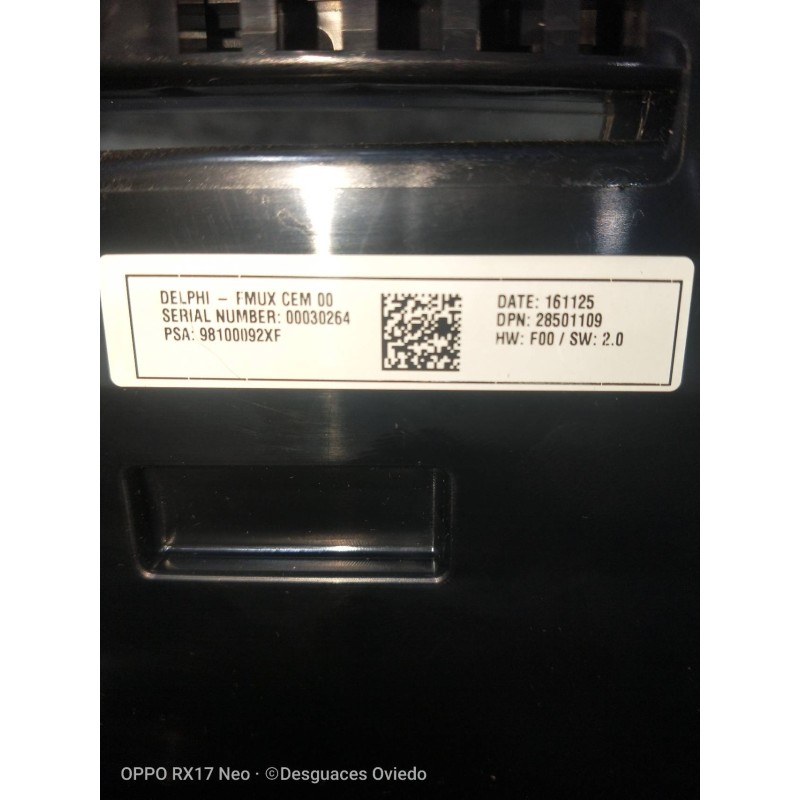 DELPHI - FMUX CEM 00
SERIAL NUMBER: 00030264
PSA: 98100092XF
DATE: 161125
DPN: 28501109
HW: F00 / SW: 2.0
OPPO RX17 Neo · ©Desguaces Oviedo